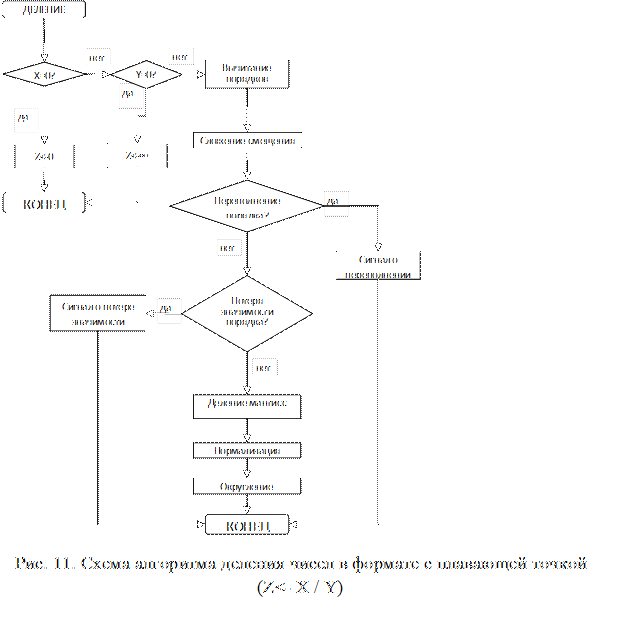 ДЕЛЕНИЕ
X=0?
нет
Y=0?
нет
Вычитание
порядков
да
да
Z<=0
Z<=∞
Сложение смещения
КОНЕЦ
Переполнение
порядка?
да
нет
Сигнал о
переполнении
Потеря
значимости
порядка?
да
Сигнал о потере
значимости
нет
Деление мантисс
Нормализация
Округление
КОНЕЦ
Рис. 11. Схема алгоритма деления чисел в формате с плавающей точкой
(Z<- X / Y)